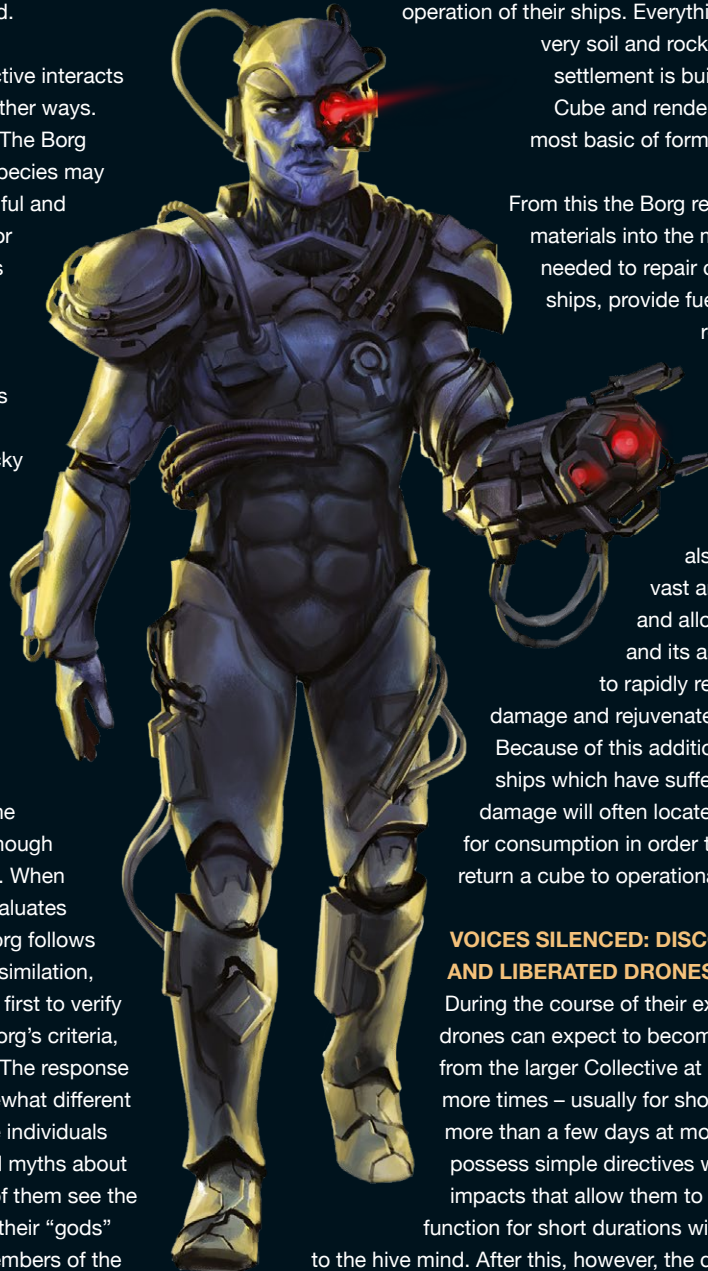 d.
ctive interacts
ther ways.
The Borg
pecies may
ful and
or
s
s
cky
ne
nough
. When
aluates
org follows
similation,
first to verify
org's criteria,
The response
what different
e individuals
l myths about
of them see the
their “gods”
embers of the
operation of their ships. Everythi
very soil and rock
settlement is bui
Cube and rende
most basic of form
From this the Borg re
materials into the m
needed to repair o
ships, provide fue
r
als
vast a
and allo
and its a
to rapidly re
damage and rejuvenate
Because of this additio
ships which have suffe
damage will often locate
for consumption in order t
return a cube to operationa
VOICES SILENCED: DISC
AND LIBERATED DRONES
During the course of their ex
drones can expect to becom
from the larger Collective at
more times – usually for sho
more than a few days at mo
possess simple directives w
impacts that allow them to
function for short durations wi
to the hive mind. After this, however, the d